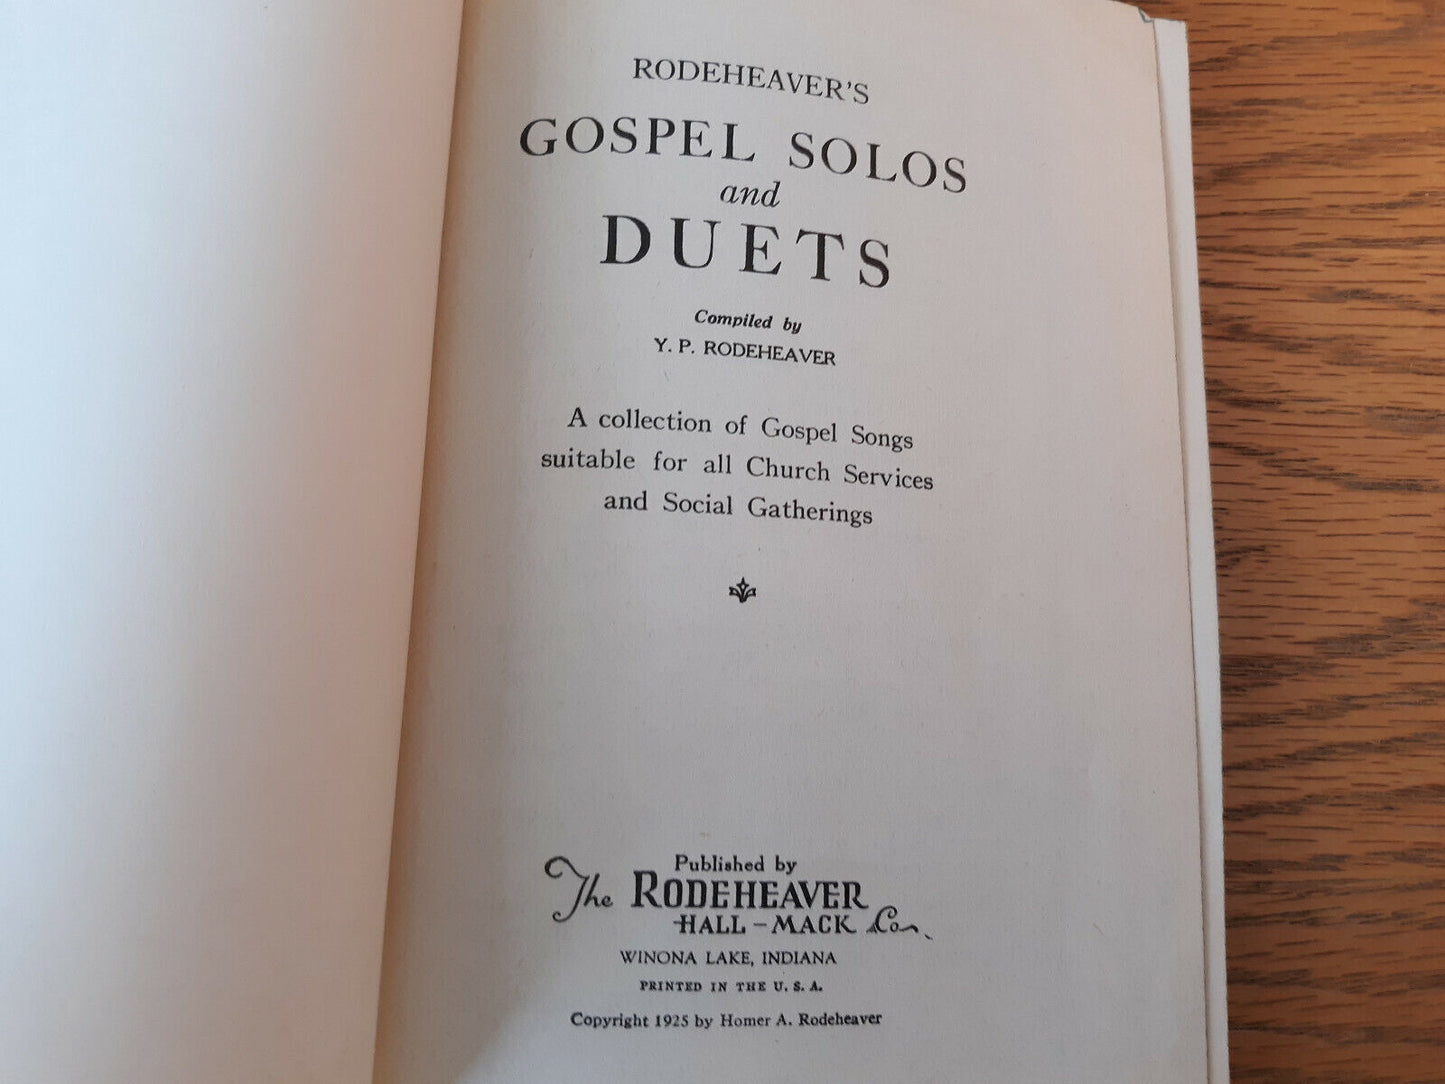 RODEHEAVER'S
GOSPEL SOLOS
and
DUETS
Compiled by
Y. P. RODEHEAVER
A collection of Gospel Songs
suitable for all Church Services
and Social Gatherings
Published by
The RODEHEAVER
HALL-MACK Co.
WINONA LAKE, INDIANA
PRINTED IN THE U. S. A.
Copyright 1925 by Homer A. Rodeheaver